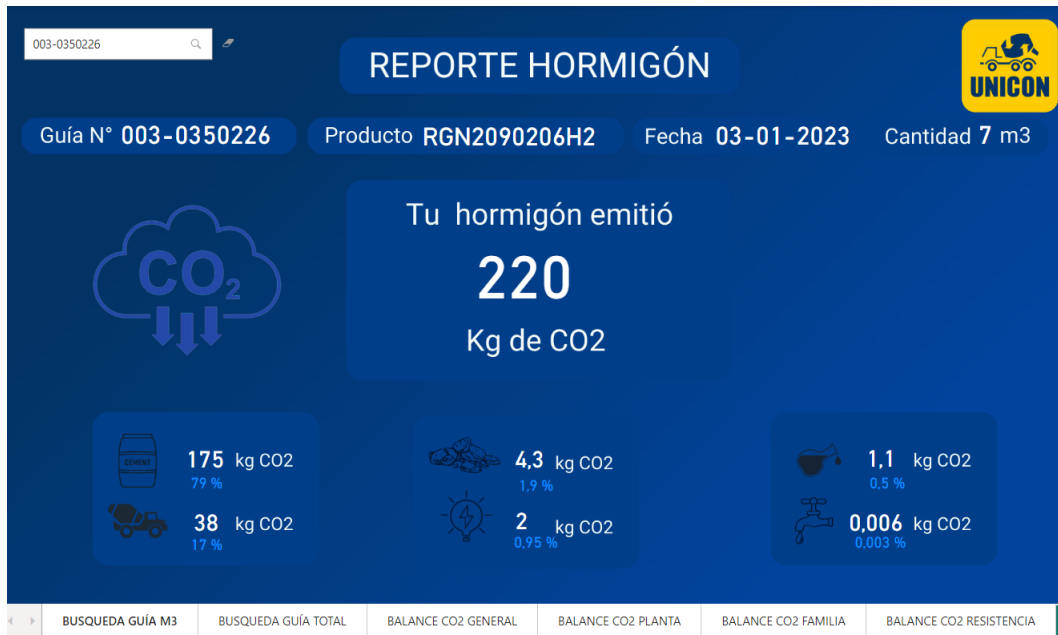 003-0350226
REPORTE HORMIGÓN
UNICON
Guía N° 003-0350226 Producto RGN2090206H2 Fecha 03-01-2023 Cantidad 7 m3
CO2
Tu hormigón emitió
220
Kg de CO2
CEMENT
175 kg CO2
79 %
38 kg CO2
17 %
4,3 kg CO2
1,9 %
2 kg CO2
0,95 %
1,1 kg CO2
0,5 %
0,006 kg CO2
0,003 %
BUSQUEDA GUÍA M3 BUSQUEDA GUÍA TOTAL BALANCE CO2 GENERAL BALANCE CO2 PLANTA BALANCE CO2 FAMILIA BALANCE CO2 RESISTENCIA